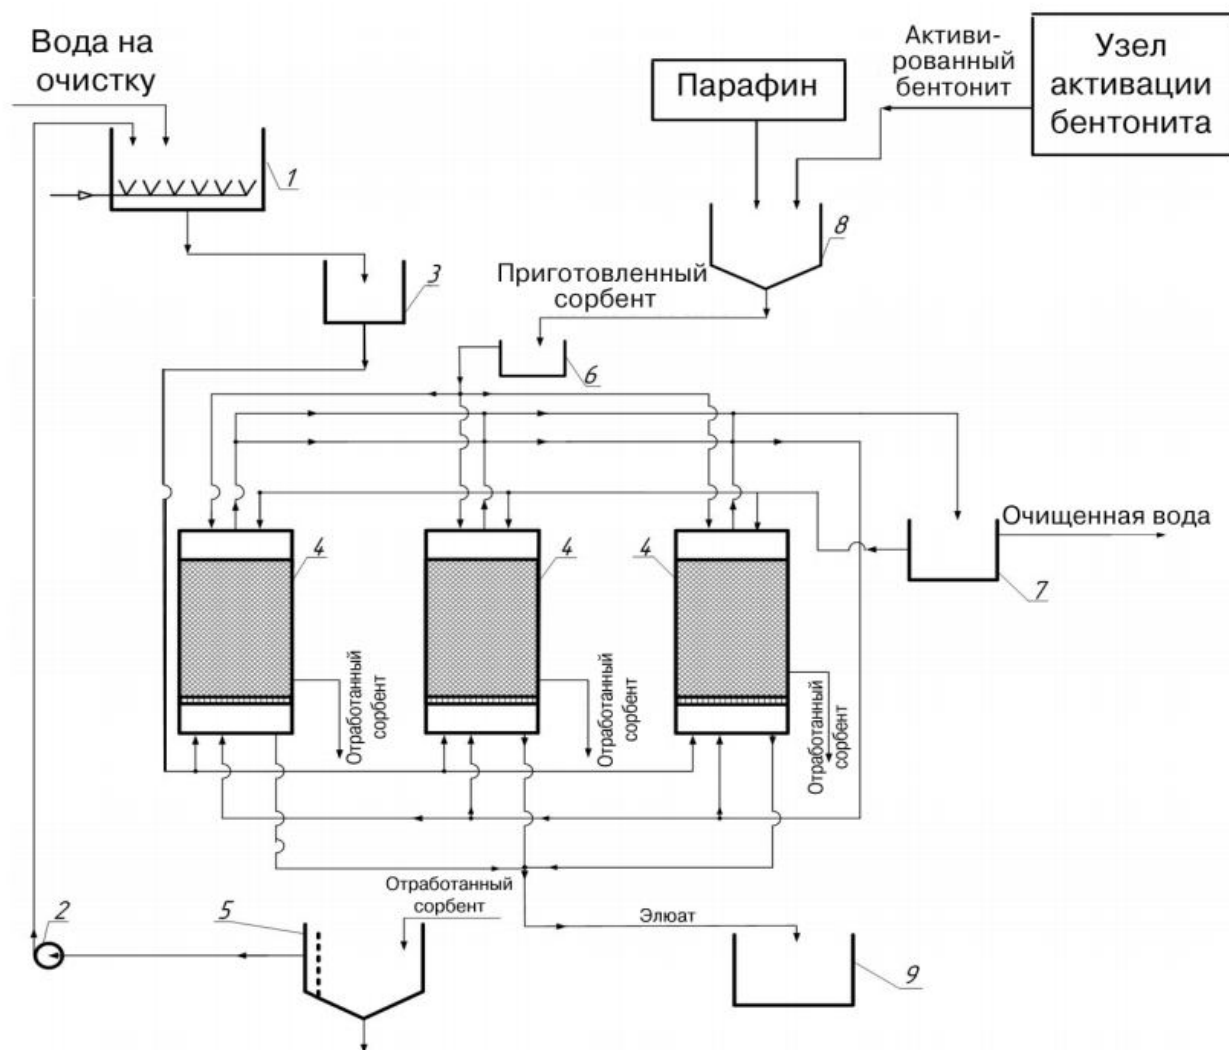 Вода на
очистку
Парафин
Активи-
рованный
бентонит
Узел
активации
бентонита
1
8
3
Приготовленный
сорбент
6
Очищенная вода
4
4
4
7
Отработанный
сорбент
Отработанный
сорбент
Отработанный
сорбент
2
5
Отработанный
сорбент
Элюат
9